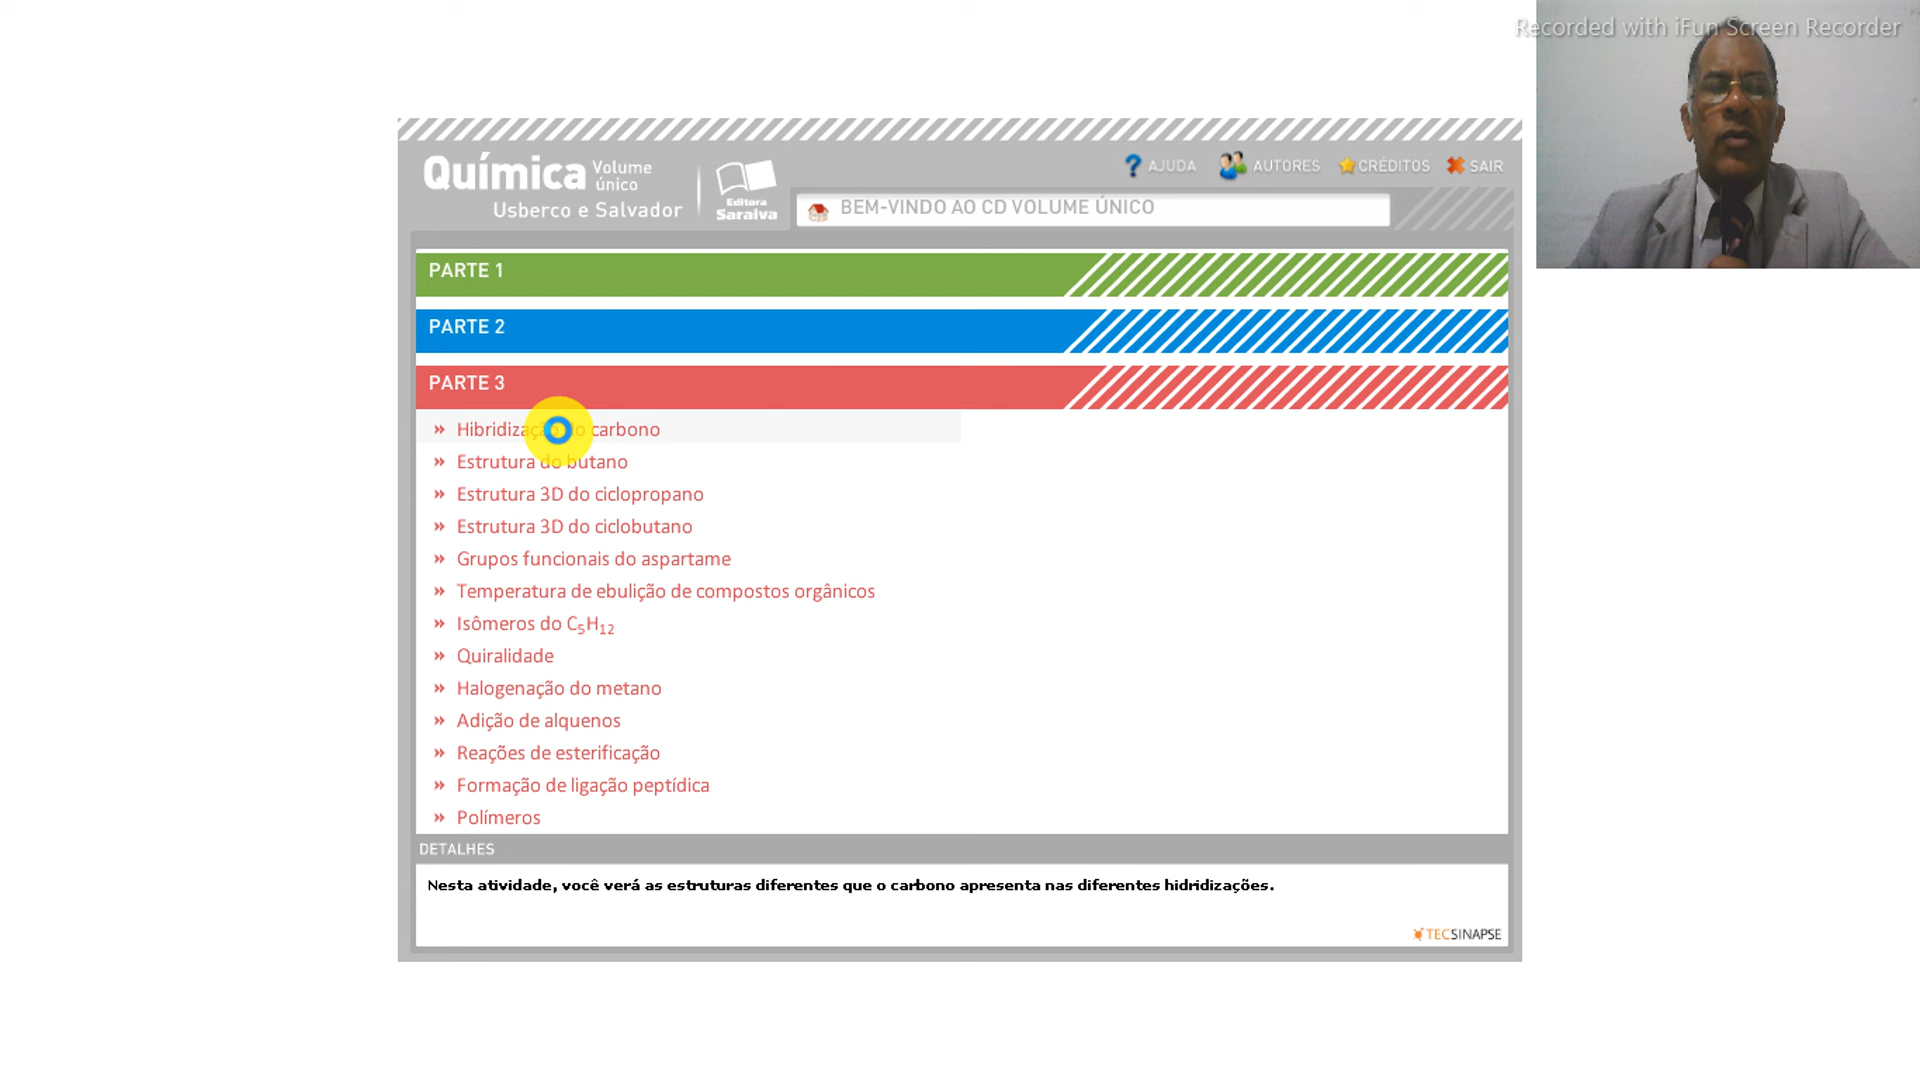 Recorded with iFun Screen Recorder
Química Volume único
Usberco e Salvador
Editora Saraiva
AJUDA AUTORES CRÉDITOS SAIR
BEM-VINDO AO CD VOLUME ÚNICO
PARTE 1
PARTE 2
PARTE 3
» Hibridização do carbono
» Estrutura do butano
» Estrutura 3D do ciclopropano
» Estrutura 3D do ciclobutano
» Grupos funcionais do aspartame
» Temperatura de ebulição de compostos orgânicos
» Isômeros do C₅H₁₂
» Quiralidade
» Halogenação do metano
» Adição de alquenos
» Reações de esterificação
» Formação de ligação peptídica
» Polímeros
DETALHES
Nesta atividade, você verá as estruturas diferentes que o carbono apresenta nas diferentes hidridizações.
TECSINAPSE